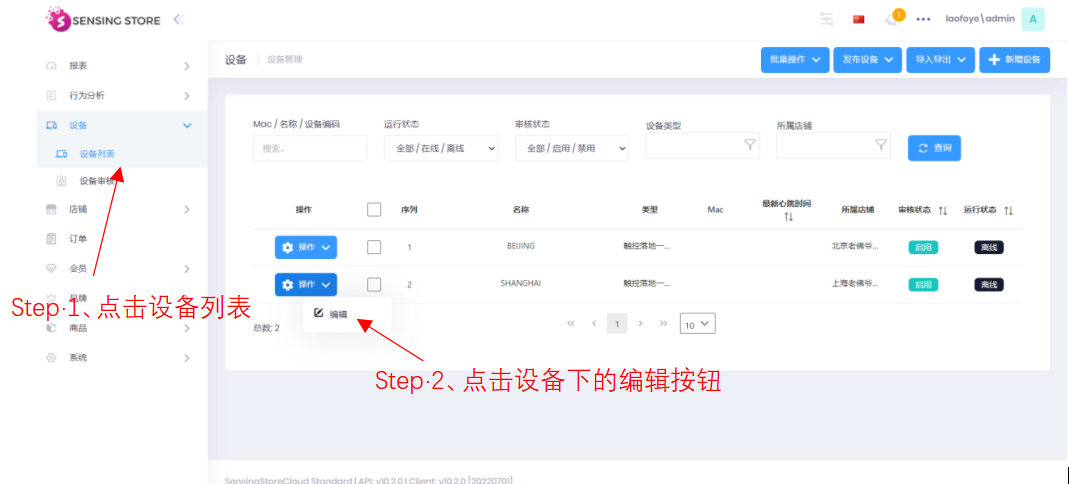 SENSING STORE
1
laofoye\admin
A
报表
行为分析
设备
设备列表
设备审核
店铺
订单
会员
品牌
商品
系统
设备
设备管理
批量操作
发布设备
导入导出
新增设备
Mac / 名称 / 设备编码
运行状态
审核状态
设备类型
所属店铺
搜索...
全部 / 在线 / 离线
全部 / 启用 / 禁用
查询
操作
序列
名称
类型
Mac
最新心跳时间
所属店铺
审核状态
运行状态
操作
1
BEIJING
触控落地一...
北京老佛爷...
启用
离线
操作
2
SHANGHAI
触控落地一...
上海老佛爷...
启用
离线
编辑
总数: 2
1
10
Step·1、点击设备列表
Step·2、点击设备下的编辑按钮
SensingStoreCloud Standard | API: v10.2.0 | Client: v10.2.0 [20220701]